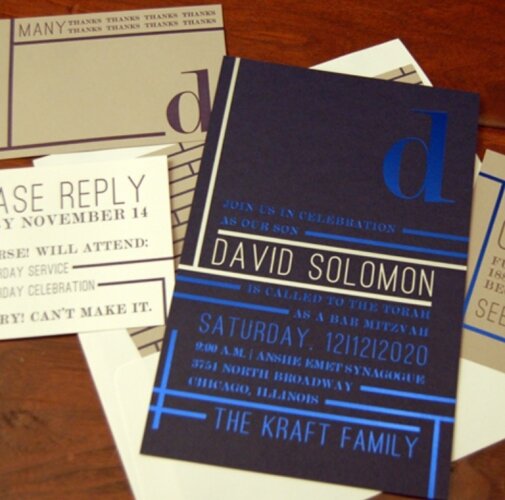 MANY THANKS THANKS THANKS THANKS
THANKS THANKS THANKS THANKS
d
REPLY
NOVEMBER 14
WILL ATTEND:
SERVICE
CELEBRATION
CAN'T MAKE IT.
d
JOIN US IN CELEBRATION
AS OUR SON
DAVID SOLOMON
IS CALLED TO THE TORAH
AS A BAR MITZVAH
SATURDAY, 12|12|2020
9:00 A.M. | ANSHE EMET SYNAGOGUE
3751 NORTH BROADWAY
CHICAGO, ILLINOIS
THE KRAFT FAMILY